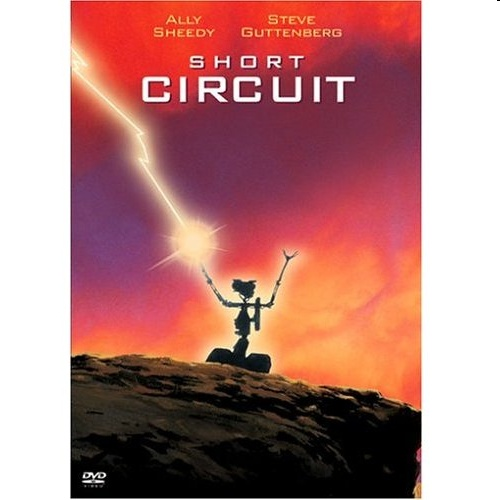 ALLY SHEEDY
STEVE GUTTENBERG
SHORT
CIRCUIT
DVD
VIDEO